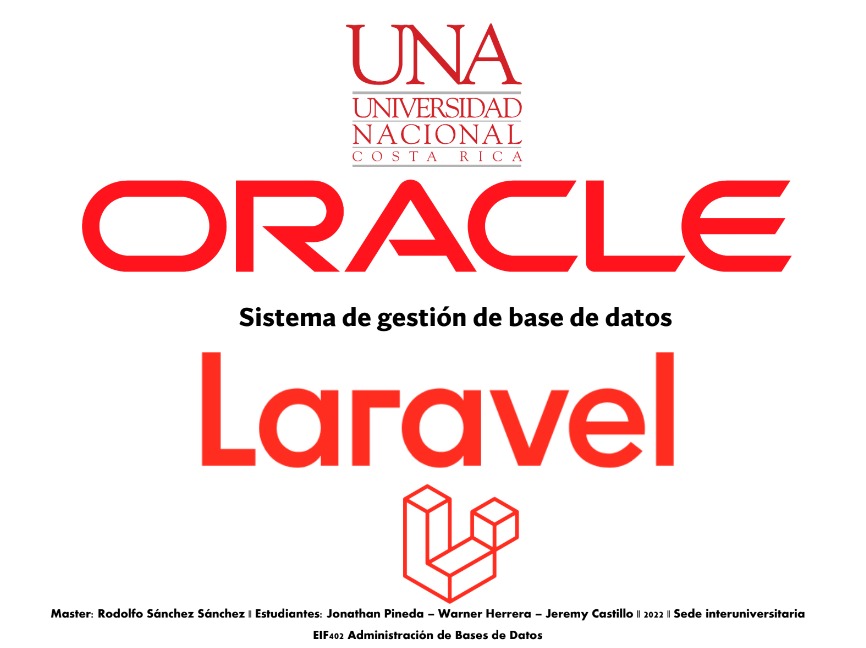 UNA
UNIVERSIDAD
NACIONAL
COSTA RICA
ORACLE
Sistema de gestión de base de datos
Laravel
Master: Rodolfo Sánchez Sánchez || Estudiantes: Jonathan Pineda – Warner Herrera – Jeremy Castillo || 2022 || Sede interuniversitaria
EIF402 Administración de Bases de Datos